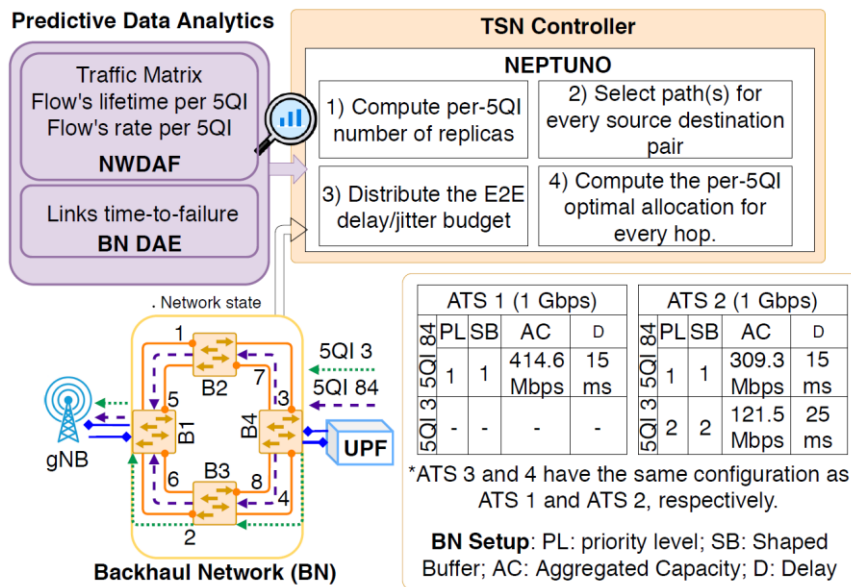 Predictive Data Analytics
Traffic Matrix
Flow's lifetime per 5QI
Flow's rate per 5QI
NWDAF
Links time-to-failure
BN DAE
TSN Controller
NEPTUNO
1) Compute per-5QI
number of replicas
2) Select path(s) for
every source destination
pair
3) Distribute the E2E
delay/jitter budget
4) Compute the per-5QI
optimal allocation for
every hop.
. Network state
1
B2
5
7
3
5QI 3
5QI 84
gNB
B1
B4
UPF
6
B3
8
4
2
Backhaul Network (BN)
ATS 1 (1 Gbps)
PL SB AC D
5QI 84 1 1 414.6 Mbps 15 ms
5QI 3 - - - -
ATS 2 (1 Gbps)
PL SB AC D
5QI 84 1 1 309.3 Mbps 15 ms
5QI 3 2 2 121.5 Mbps 25 ms
*ATS 3 and 4 have the same configuration as
ATS 1 and ATS 2, respectively.
BN Setup: PL: priority level; SB: Shaped
Buffer; AC: Aggregated Capacity; D: Delay